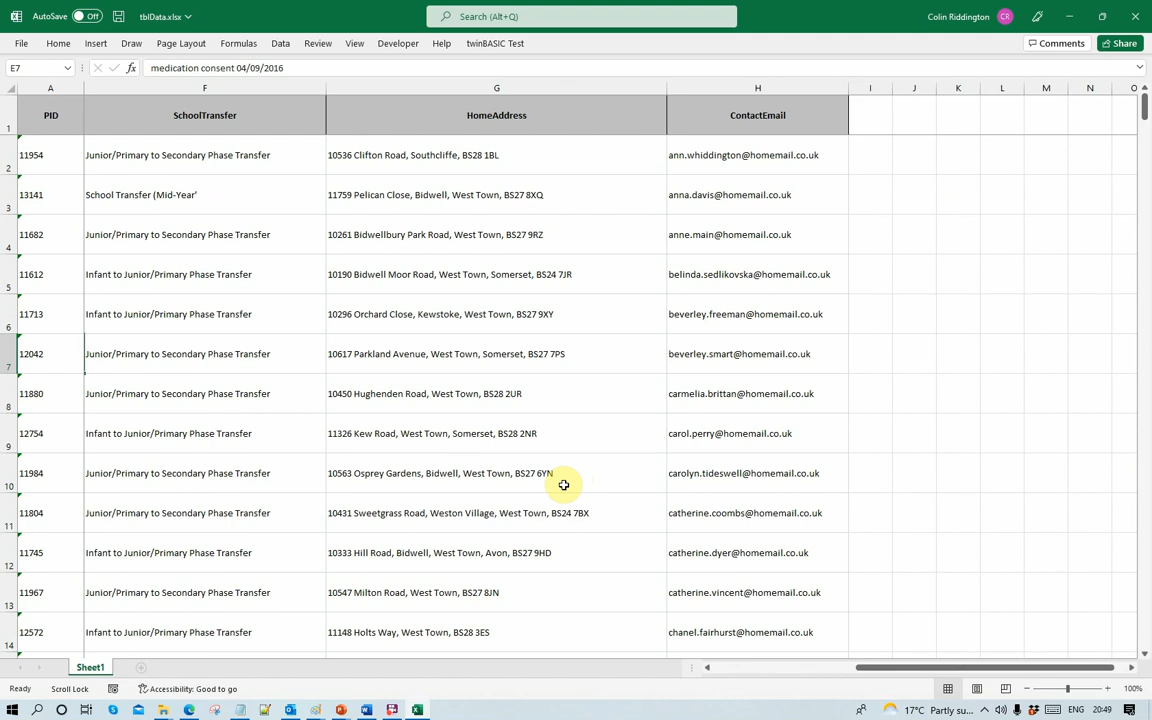 AutoSave Off tblData.xlsx Search (Alt+Q) Colin Riddington CR
File Home Insert Draw Page Layout Formulas Data Review View Developer Help twinBASIC Test Comments Share
E7 fx medication consent 04/09/2016
A F G H I J K L M N O
1 PID SchoolTransfer HomeAddress ContactEmail
2 11954 Junior/Primary to Secondary Phase Transfer 10536 Clifton Road, Southcliffe, BS28 1BL ann.whiddington@homemail.co.uk
3 13141 School Transfer (Mid-Year' 11759 Pelican Close, Bidwell, West Town, BS27 8XQ anna.davis@homemail.co.uk
4 11682 Junior/Primary to Secondary Phase Transfer 10261 Bidwellbury Park Road, West Town, BS27 9RZ anne.main@homemail.co.uk
5 11612 Infant to Junior/Primary Phase Transfer 10190 Bidwell Moor Road, West Town, Somerset, BS24 7JR belinda.sedlikovska@homemail.co.uk
6 11713 Infant to Junior/Primary Phase Transfer 10296 Orchard Close, Kewstoke, West Town, BS27 9XY beverley.freeman@homemail.co.uk
7 12042 Junior/Primary to Secondary Phase Transfer 10617 Parkland Avenue, West Town, Somerset, BS27 7PS beverley.smart@homemail.co.uk
8 11880 Junior/Primary to Secondary Phase Transfer 10450 Hughenden Road, West Town, BS28 2UR carmelia.brittan@homemail.co.uk
9 12754 Infant to Junior/Primary Phase Transfer 11326 Kew Road, West Town, Somerset, BS28 2NR carol.perry@homemail.co.uk
10 11984 Junior/Primary to Secondary Phase Transfer 10563 Osprey Gardens, Bidwell, West Town, BS27 6YN carolyn.tideswell@homemail.co.uk
11 11804 Junior/Primary to Secondary Phase Transfer 10431 Sweetgrass Road, Weston Village, West Town, BS24 7BX catherine.coombs@homemail.co.uk
12 11745 Infant to Junior/Primary Phase Transfer 10333 Hill Road, Bidwell, West Town, Avon, BS27 9HD catherine.dyer@homemail.co.uk
13 11967 Junior/Primary to Secondary Phase Transfer 10547 Milton Road, West Town, BS27 8JN catherine.vincent@homemail.co.uk
14 12572 Infant to Junior/Primary Phase Transfer 11148 Holts Way, West Town, BS28 3ES chanel.fairhurst@homemail.co.uk
Sheet1
Ready Scroll Lock Accessibility: Good to go 100%
17°C Partly su... ENG 20:49